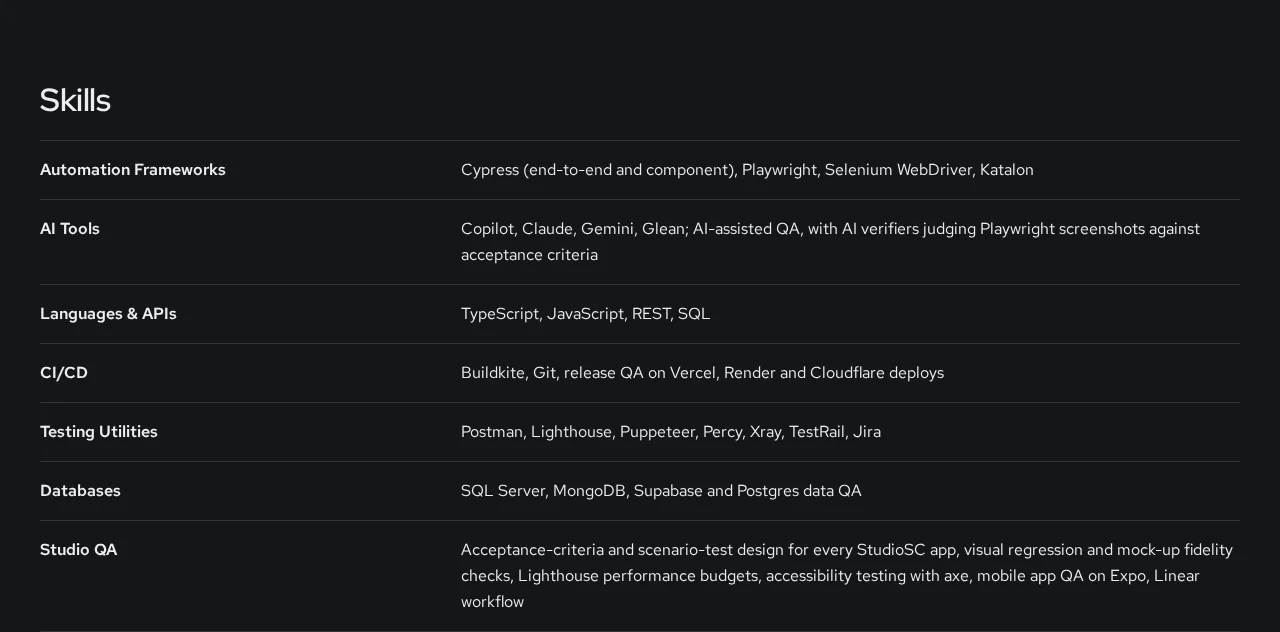 Skills
Automation Frameworks
Cypress (end-to-end and component), Playwright, Selenium WebDriver, Katalon
AI Tools
Copilot, Claude, Gemini, Glean; AI-assisted QA, with AI verifiers judging Playwright screenshots against
acceptance criteria
Languages & APIs
TypeScript, JavaScript, REST, SQL
CI/CD
Buildkite, Git, release QA on Vercel, Render and Cloudflare deploys
Testing Utilities
Postman, Lighthouse, Puppeteer, Percy, Xray, TestRail, Jira
Databases
SQL Server, MongoDB, Supabase and Postgres data QA
Studio QA
Acceptance-criteria and scenario-test design for every StudioSC app, visual regression and mock-up fidelity
checks, Lighthouse performance budgets, accessibility testing with axe, mobile app QA on Expo, Linear
workflow